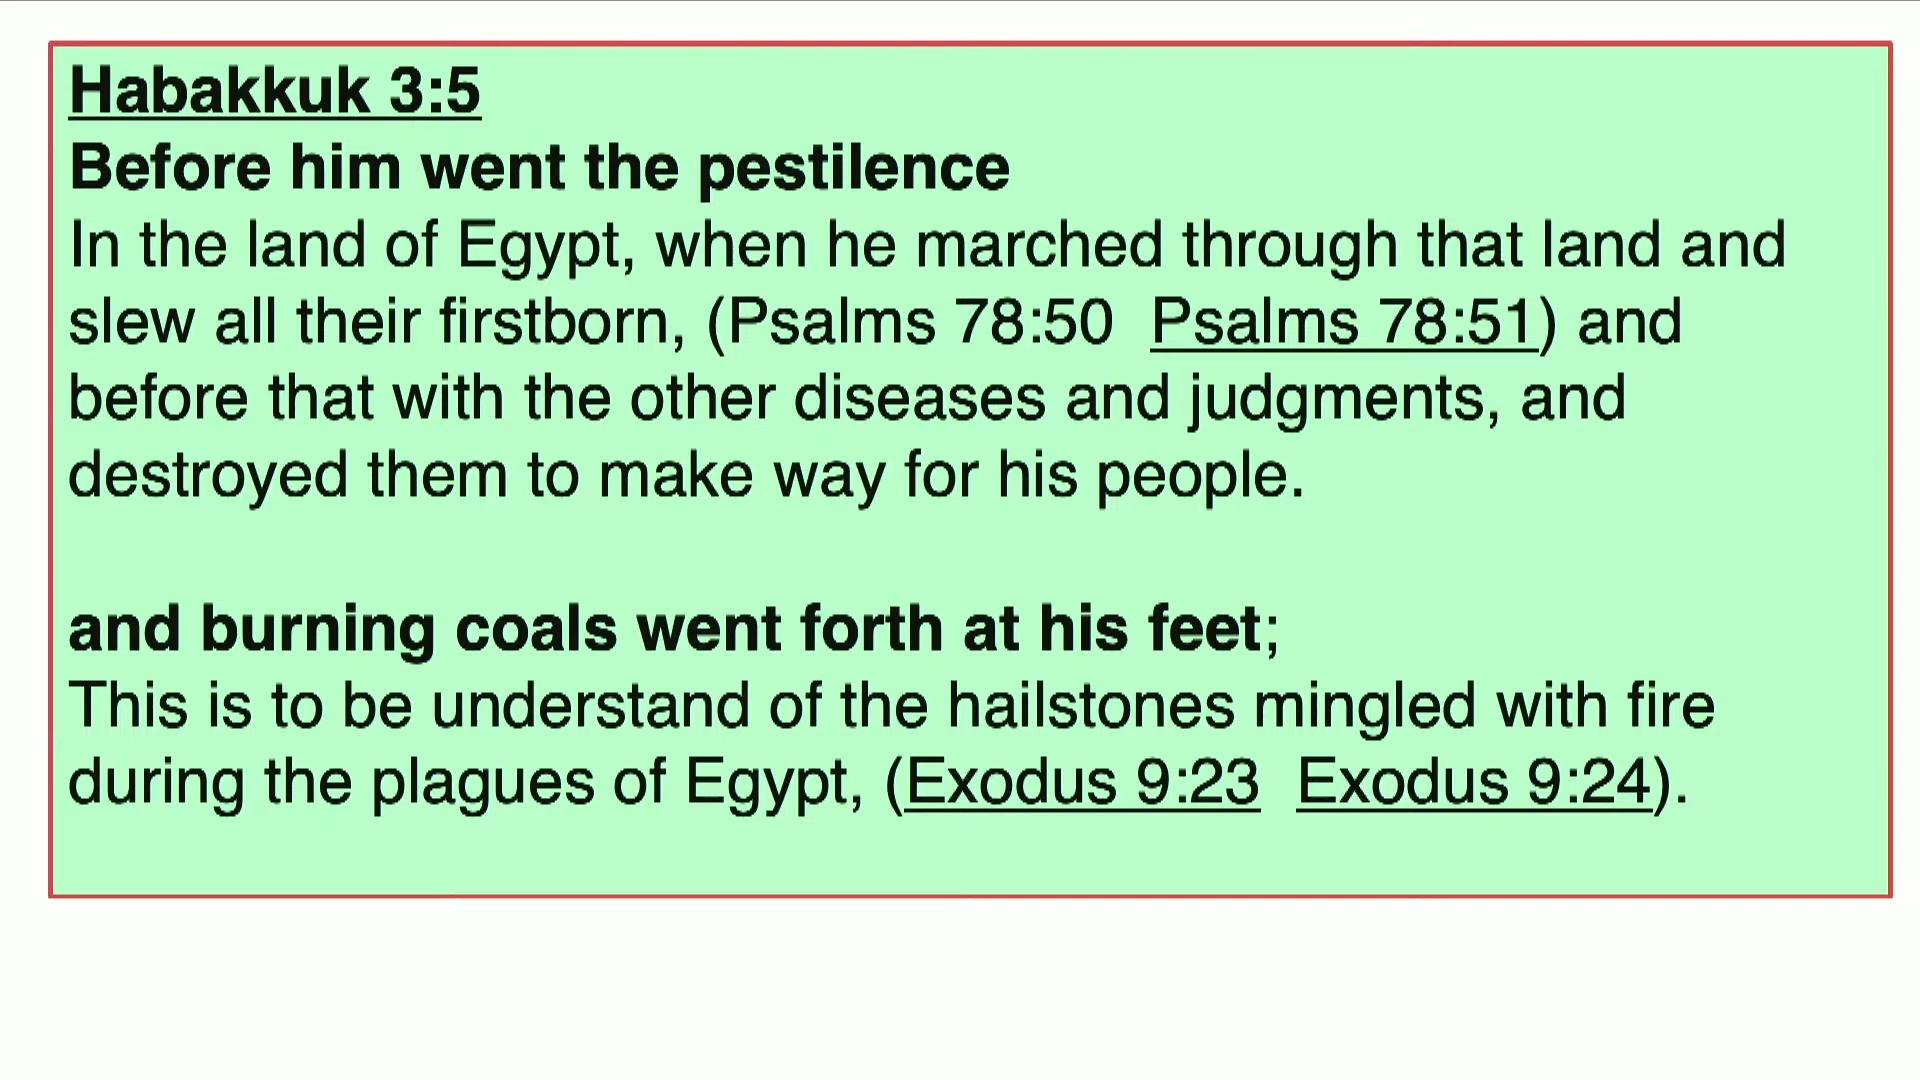 Habakkuk 3:5
Before him went the pestilence
In the land of Egypt, when he marched through that land and
slew all their firstborn, (Psalms 78:50  Psalms 78:51) and
before that with the other diseases and judgments, and
destroyed them to make way for his people.
and burning coals went forth at his feet;
This is to be understand of the hailstones mingled with fire
during the plagues of Egypt, (Exodus 9:23  Exodus 9:24).